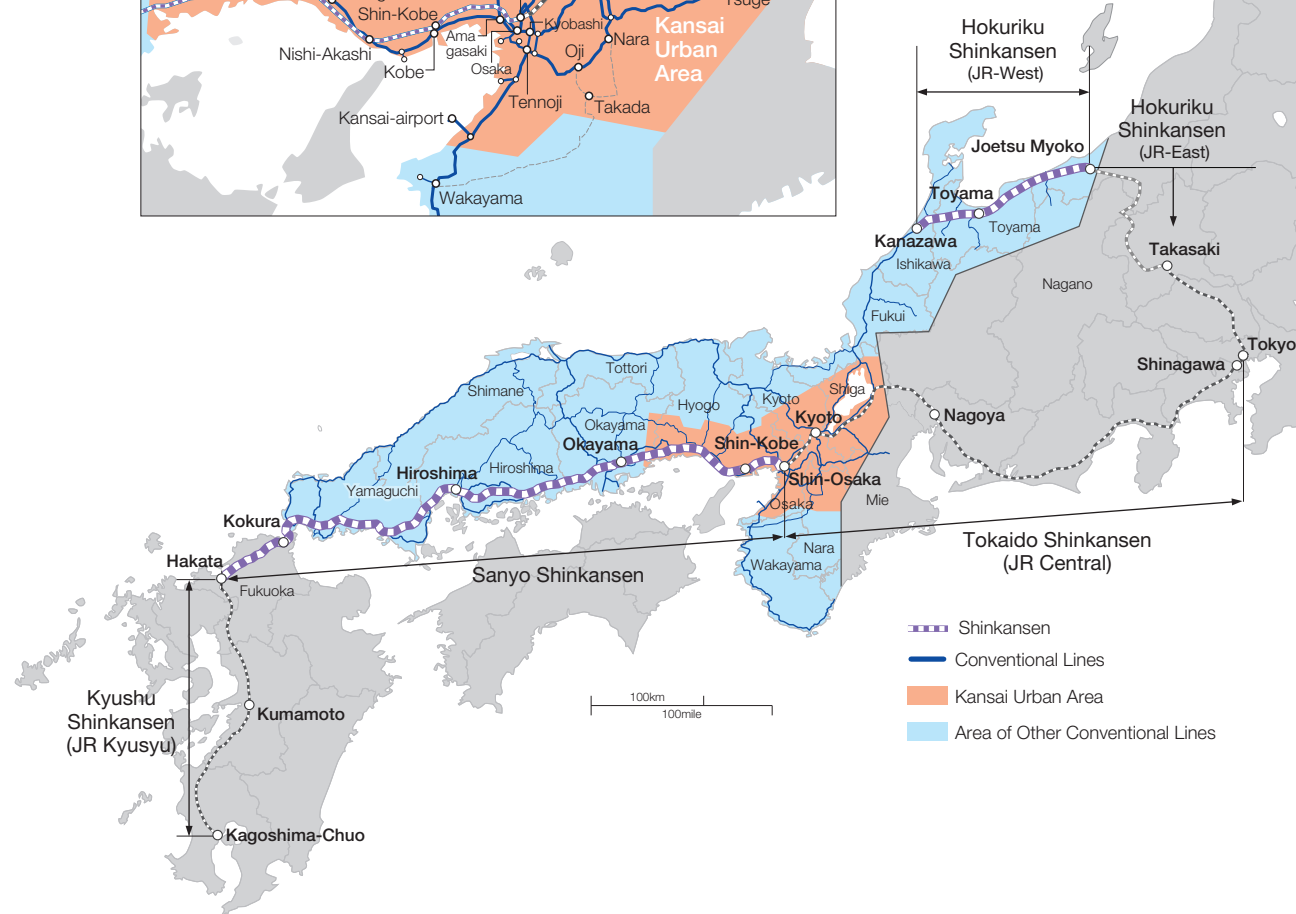 Tsuge
Shin-Kobe
Kyobashi
Ama
gasaki
Kansai
Urban
Area
Nara
Nishi-Akashi
Oji
Kobe
Osaka
Tennoji
Takada
Kansai-airport
Wakayama
Hokuriku
Shinkansen
(JR-West)
Hokuriku
Shinkansen
(JR-East)
Joetsu Myoko
Toyama
Toyama
Kanazawa
Ishikawa
Takasaki
Nagano
Fukui
Tokyo
Shinagawa
Tottori
Shimane
Shiga
Hyogo
Kyoto
Kyoto
Nagoya
Okayama
Okayama
Shin-Kobe
Hiroshima
Hiroshima
Shin-Osaka
Yamaguchi
Osaka
Mie
Kokura
Hakata
Tokaido Shinkansen
(JR Central)
Nara
Wakayama
Sanyo Shinkansen
Fukuoka
Shinkansen
Conventional Lines
Kansai Urban Area
Area of Other Conventional Lines
100km
100mile
Kyushu
Shinkansen
(JR Kyusyu)
Kumamoto
Kagoshima-Chuo